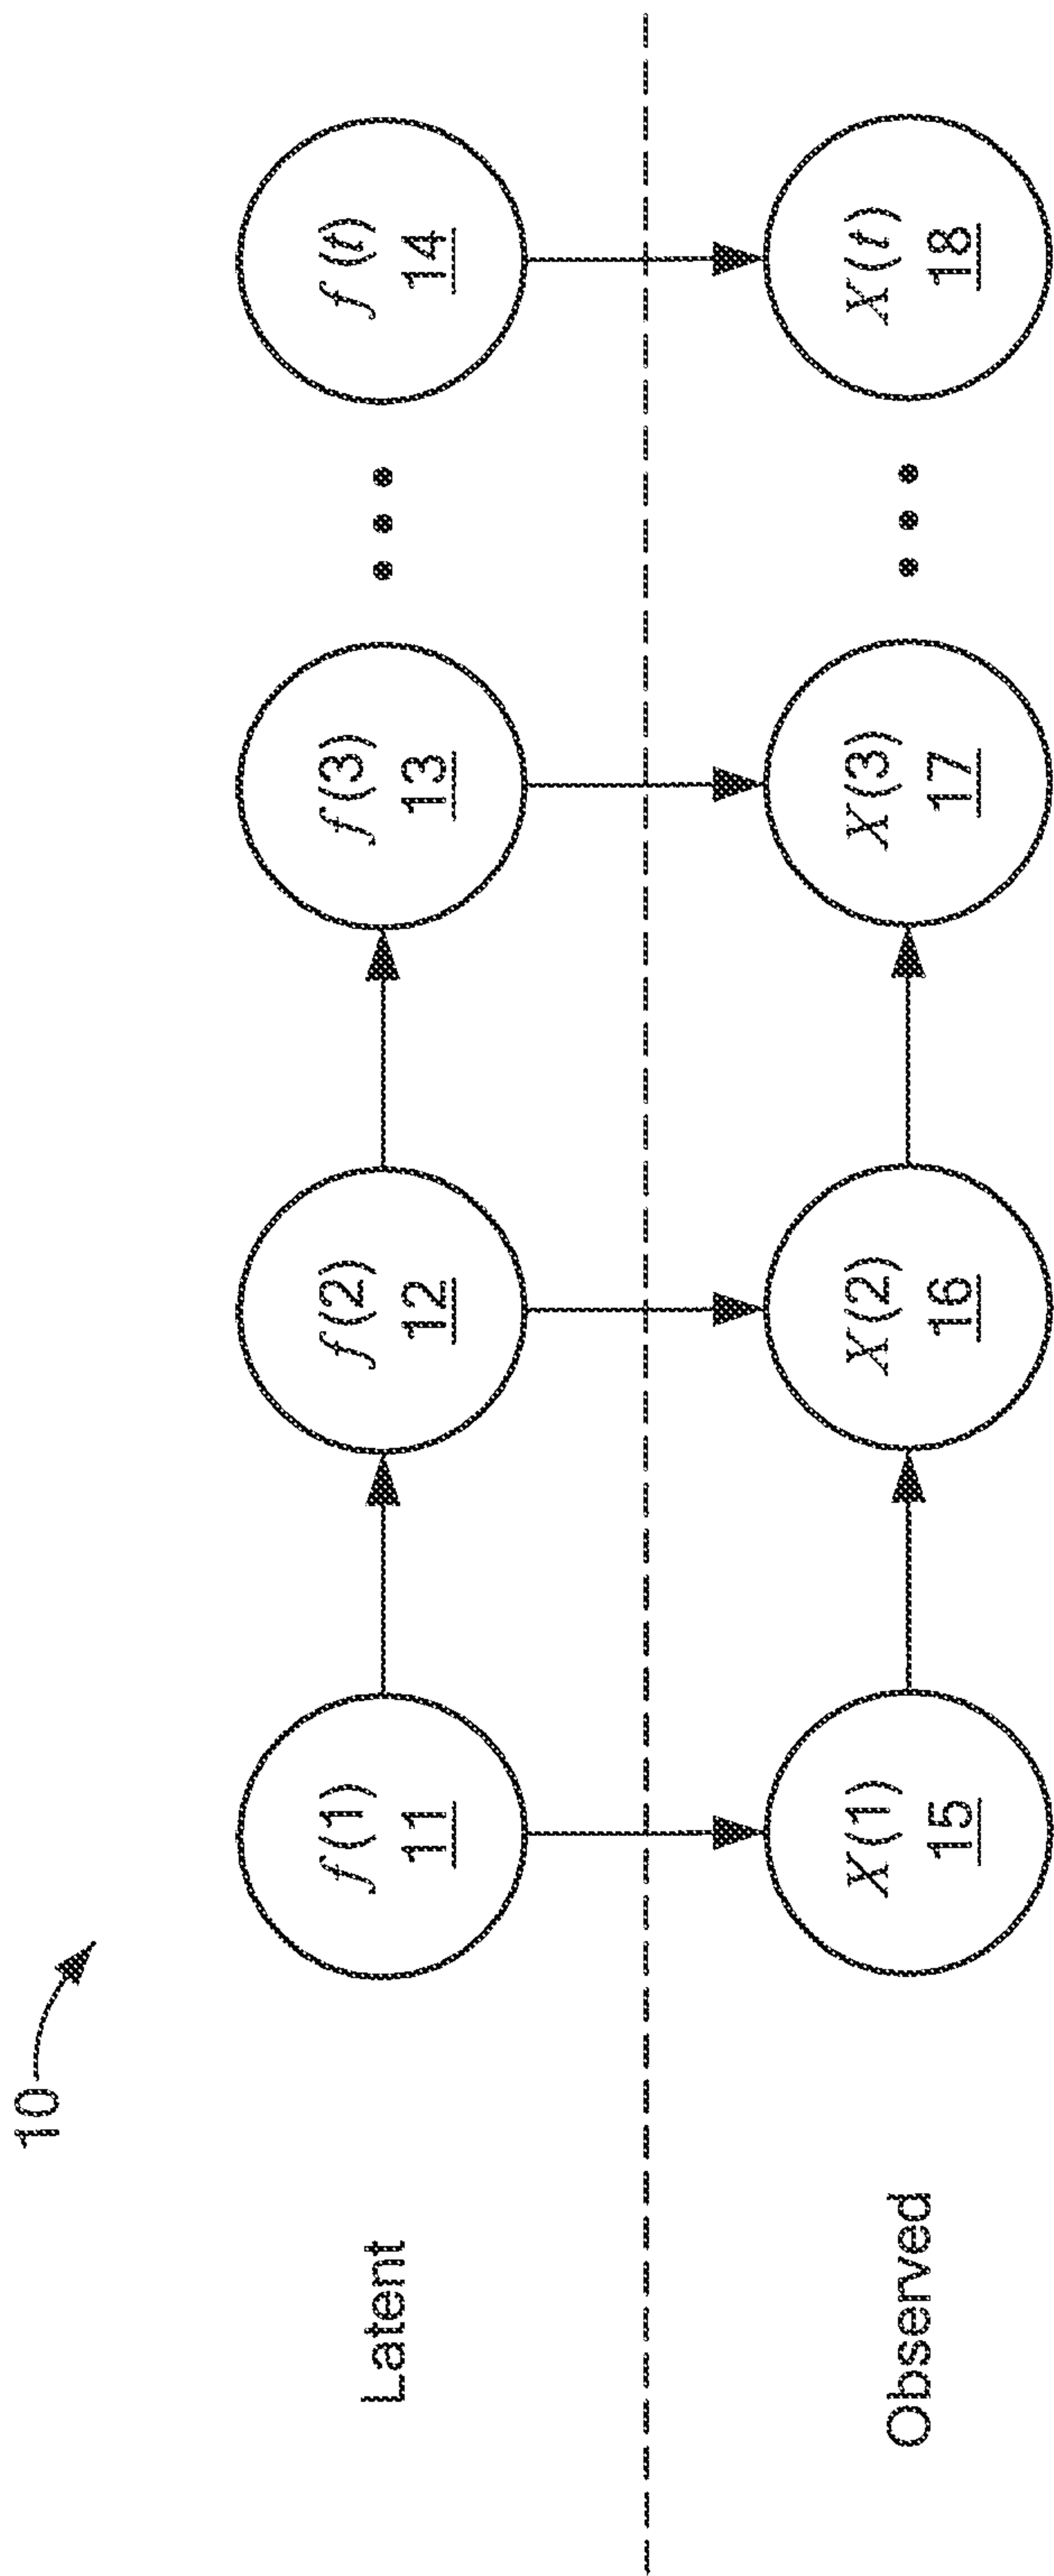 10
Latent
f(1)
11
f(2)
12
f(3)
13
f(t)
14
Observed
X(1)
15
X(2)
16
X(3)
17
X(t)
18